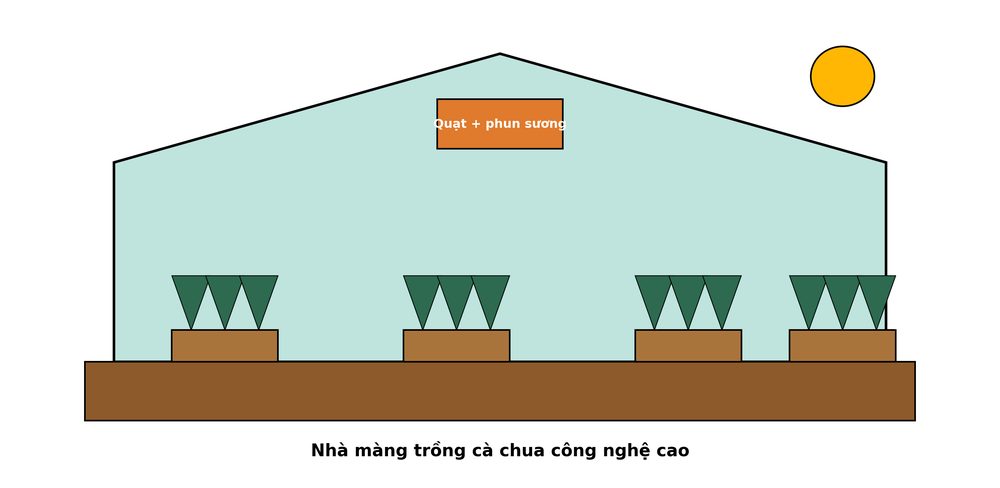 Quạt + phun sương
Nhà màng trồng cà chua công nghệ cao